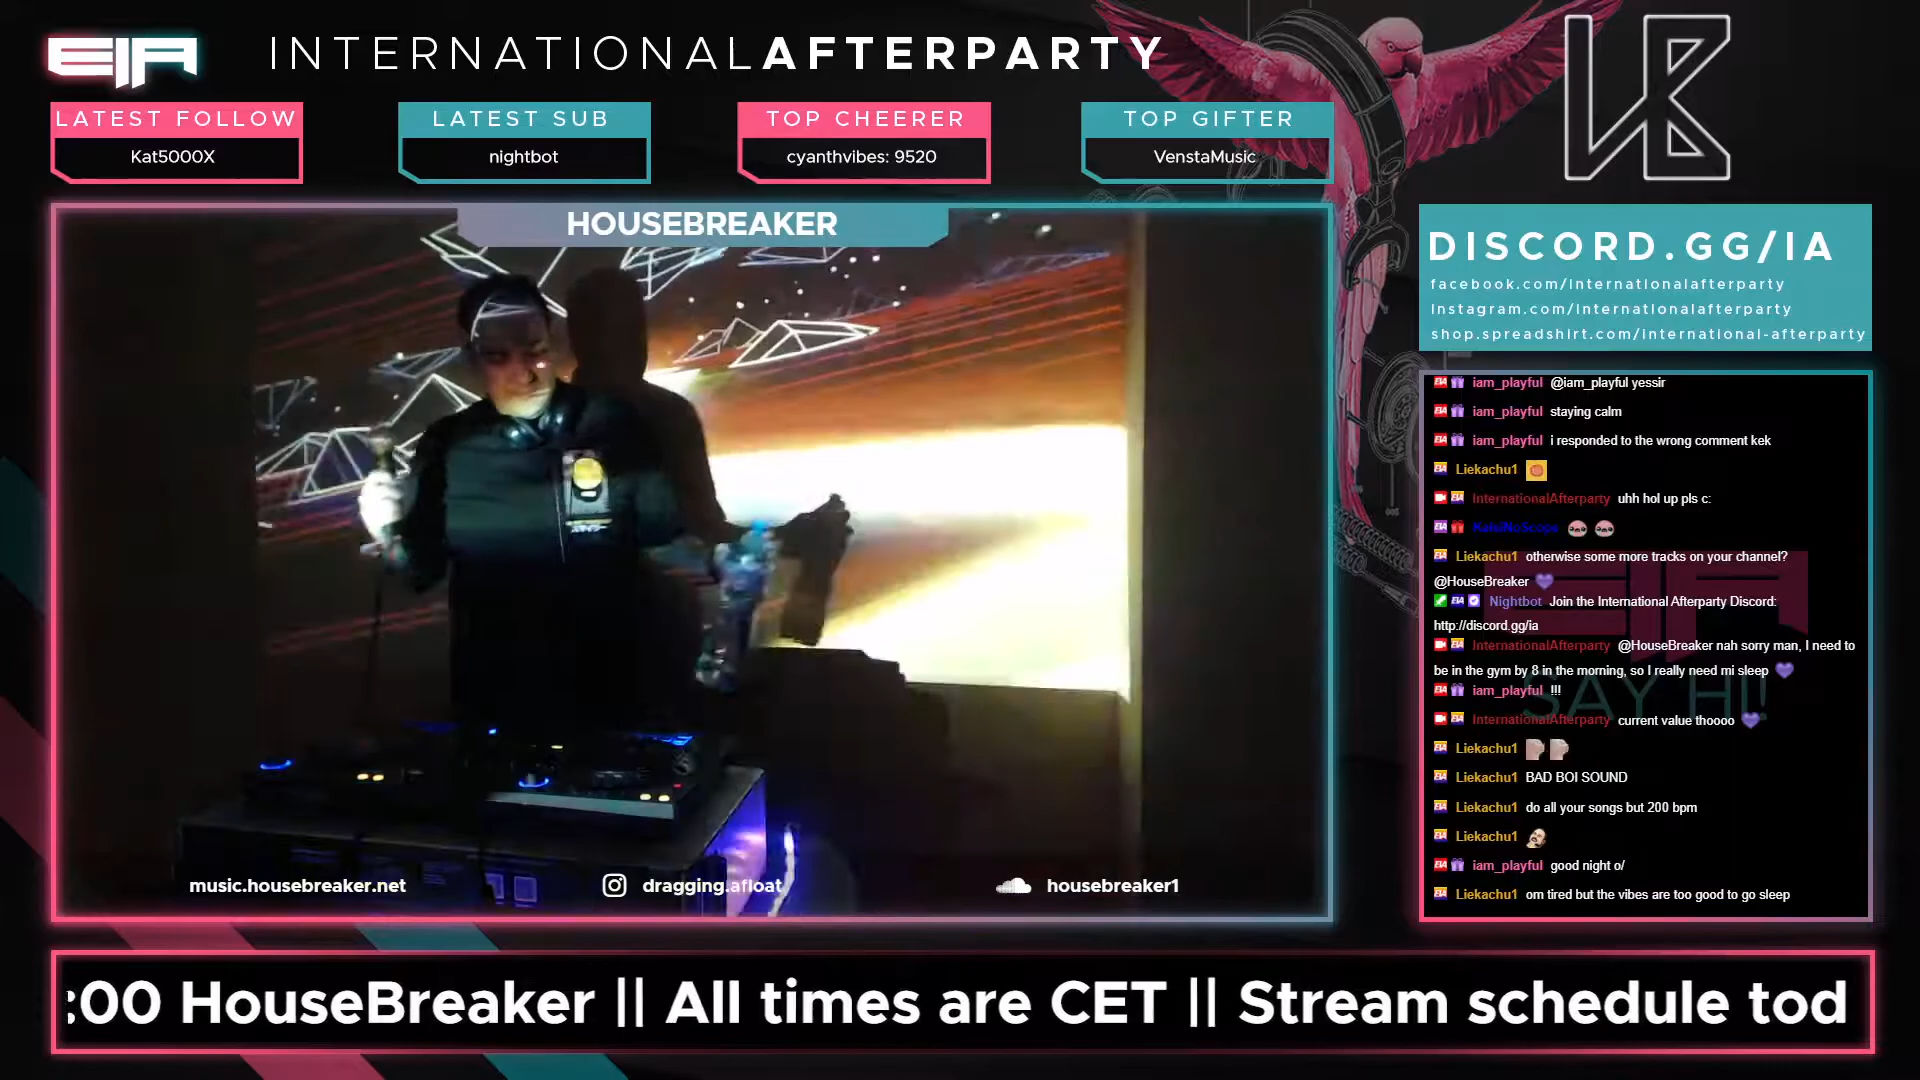 EIA
INTERNATIONALAFTERPARTY
LATEST FOLLOW
Kat5000X
LATEST SUB
nightbot
TOP CHEERER
cyanthvibes: 9520
TOP GIFTER
VenstaMusic
HOUSEBREAKER
music.housebreaker.net
dragging.afloat
housebreaker1
DISCORD.GG/IA
facebook.com/internationalafterparty
instagram.com/internationalafterparty
shop.spreadshirt.com/international-afterparty
iam_playful @iam_playful yessir
iam_playful staying calm
iam_playful i responded to the wrong comment kek
Liekachu1
InternationalAfterparty uhh hol up pls c:
Liekachu1 otherwise some more tracks on your channel?
@HouseBreaker
Nightbot Join the International Afterparty Discord:
http://discord.gg/ia
InternationalAfterparty @HouseBreaker nah sorry man, I need to
be in the gym by 8 in the morning, so I really need mi sleep
iam_playful !!!
InternationalAfterparty current value thoooo
Liekachu1
Liekachu1 BAD BOI SOUND
Liekachu1 do all your songs but 200 bpm
Liekachu1
iam_playful good night o/
Liekachu1 om tired but the vibes are too good to go sleep
SAY HI!
:00 HouseBreaker || All times are CET || Stream schedule tod